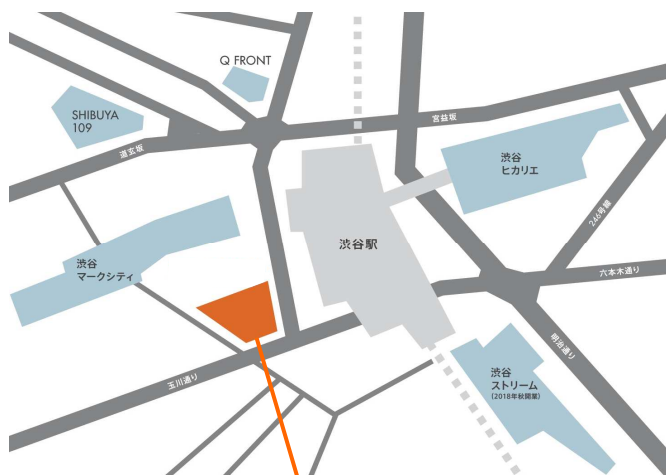 Q FRONT
SHIBUYA
109
道玄坂
宮益坂
渋谷
ヒカリエ
渋谷駅
246号線
渋谷
マークシティ
六本木通り
明治通り
玉川通り
渋谷
ストリーム
(2018年秋開業)